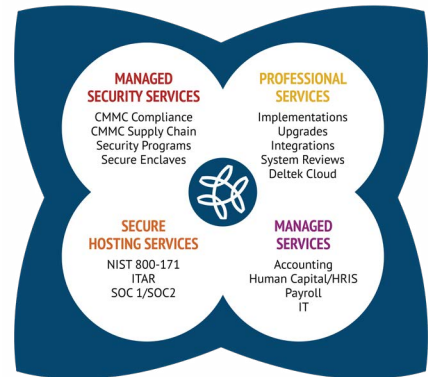 MANAGED
SECURITY SERVICES
CMMC Compliance
CMMC Supply Chain
Security Programs
Secure Enclaves
PROFESSIONAL
SERVICES
Implementations
Upgrades
Integrations
System Reviews
Deltek Cloud
SECURE
HOSTING SERVICES
NIST 800-171
ITAR
SOC 1/SOC2
MANAGED
SERVICES
Accounting
Human Capital/HRIS
Payroll
IT